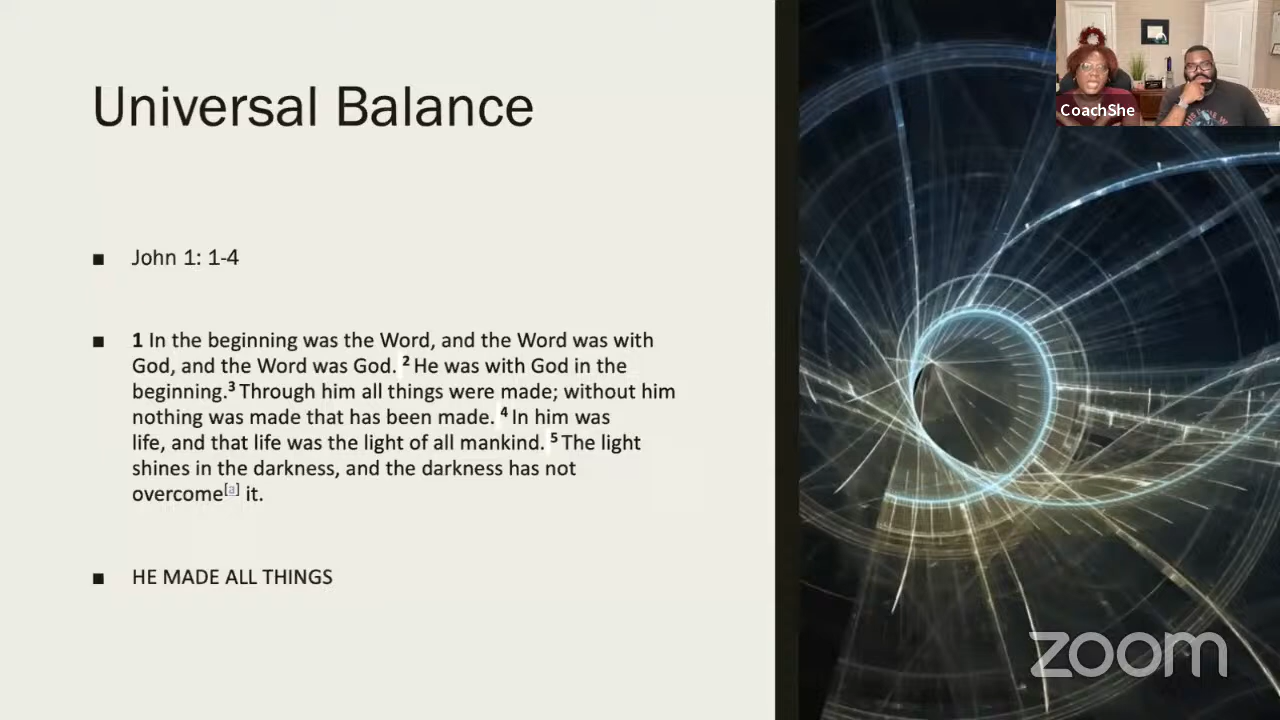 Universal Balance
■ John 1: 1-4
■ 1 In the beginning was the Word, and the Word was with
God, and the Word was God. 2 He was with God in the
beginning.3 Through him all things were made; without him
nothing was made that has been made. 4 In him was
life, and that life was the light of all mankind. 5 The light
shines in the darkness, and the darkness has not
overcome[a] it.
■ HE MADE ALL THINGS
CoachShe
zoom